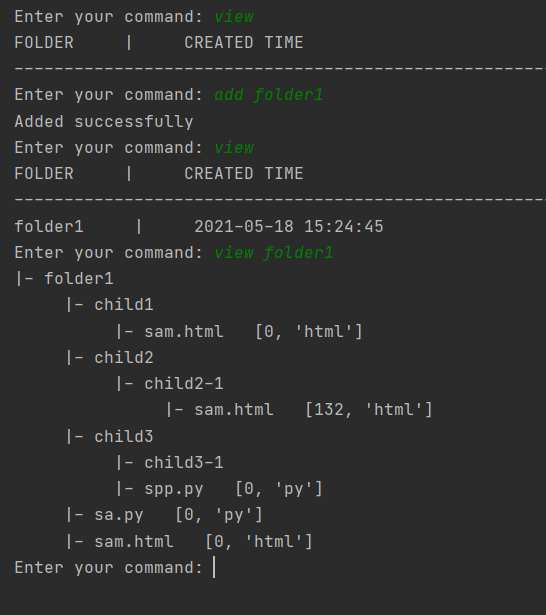 Enter your command: view
FOLDER     |     CREATED TIME
------------------------------------------------------
Enter your command: add folder1
Added successfully
Enter your command: view
FOLDER     |     CREATED TIME
------------------------------------------------------
folder1     |     2021-05-18 15:24:45
Enter your command: view folder1
|- folder1
     |- child1
          |- sam.html   [0, 'html']
     |- child2
          |- child2-1
               |- sam.html   [132, 'html']
     |- child3
          |- child3-1
          |- spp.py   [0, 'py']
     |- sa.py   [0, 'py']
     |- sam.html   [0, 'html']
Enter your command: